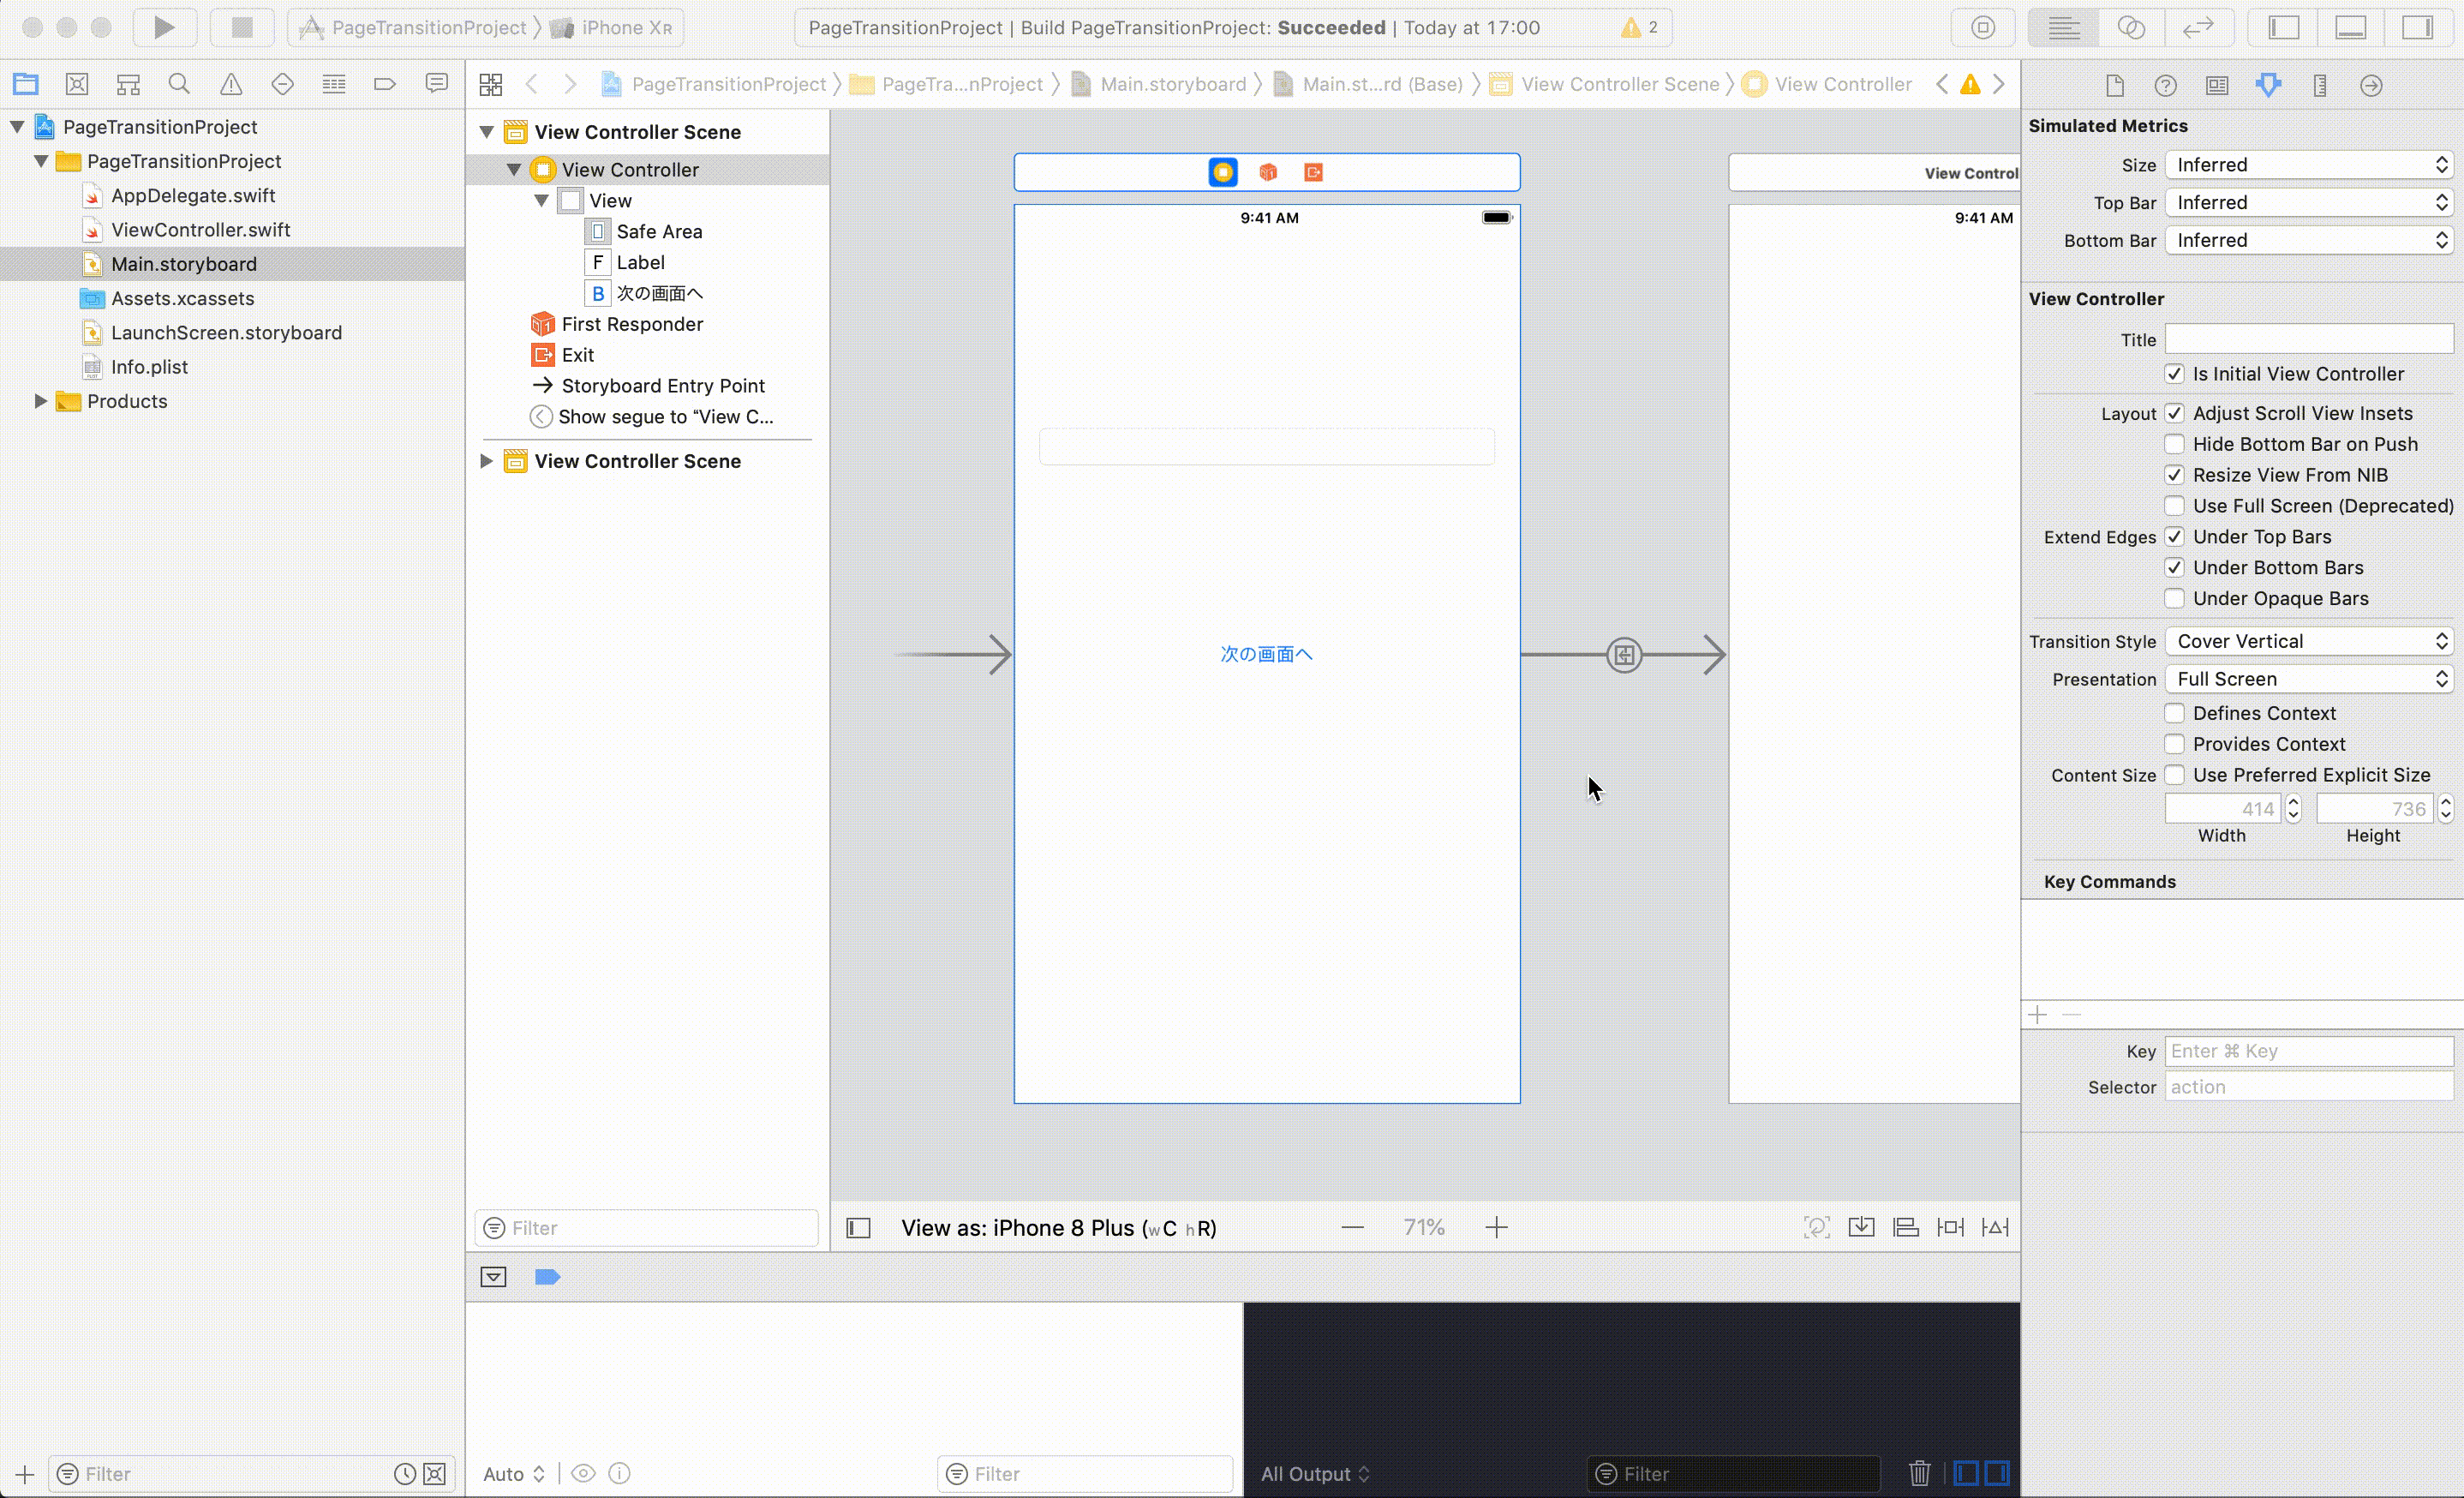 PageTransitionProject 〉 iPhone XR
PageTransitionProject | Build PageTransitionProject: Succeeded | Today at 17:00
2
PageTransitionProject 〉 PageTra...nProject 〉 Main.storyboard 〉 Main.st...rd (Base) 〉 View Controller Scene 〉 View Controller
PageTransitionProject
PageTransitionProject
AppDelegate.swift
ViewController.swift
Main.storyboard
Assets.xcassets
LaunchScreen.storyboard
Info.plist
Products
Filter
View Controller Scene
View Controller
View
Safe Area
F Label
B 次の画面へ
First Responder
Exit
Storyboard Entry Point
Show segue to “View C...
View Controller Scene
Filter
9:41 AM
次の画面へ
View Control
9:41 AM
View as: iPhone 8 Plus (wC hR)
71%
Auto
Filter
All Output
Filter
Simulated Metrics
Size Inferred
Top Bar Inferred
Bottom Bar Inferred
View Controller
Title
Is Initial View Controller
Layout Adjust Scroll View Insets
Hide Bottom Bar on Push
Resize View From NIB
Use Full Screen (Deprecated)
Extend Edges Under Top Bars
Under Bottom Bars
Under Opaque Bars
Transition Style Cover Vertical
Presentation Full Screen
Defines Context
Provides Context
Content Size Use Preferred Explicit Size
414 736
Width Height
Key Commands
Key Enter ⌘ Key
Selector action